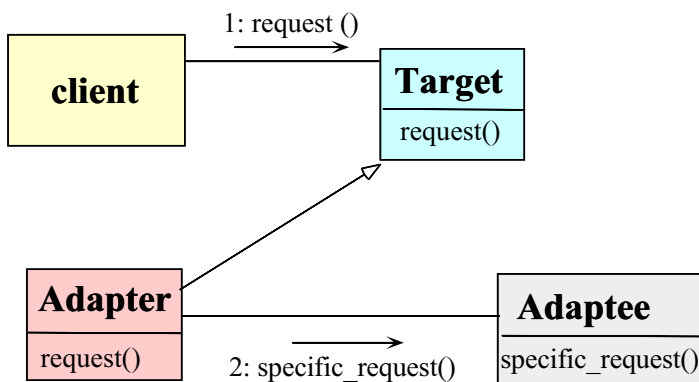 1: request ()
client
Target
request()
Adapter
request()
2: specific_request()
Adaptee
specific_request()